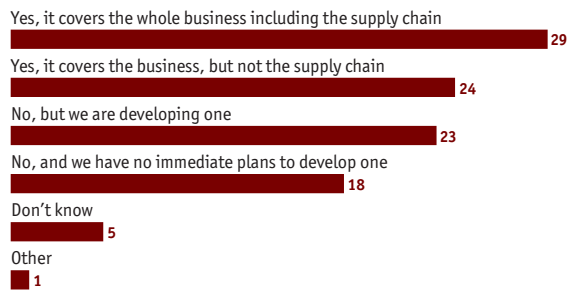 Yes, it covers the whole business including the supply chain
29
Yes, it covers the business, but not the supply chain
24
No, but we are developing one
23
No, and we have no immediate plans to develop one
18
Don’t know
5
Other
1